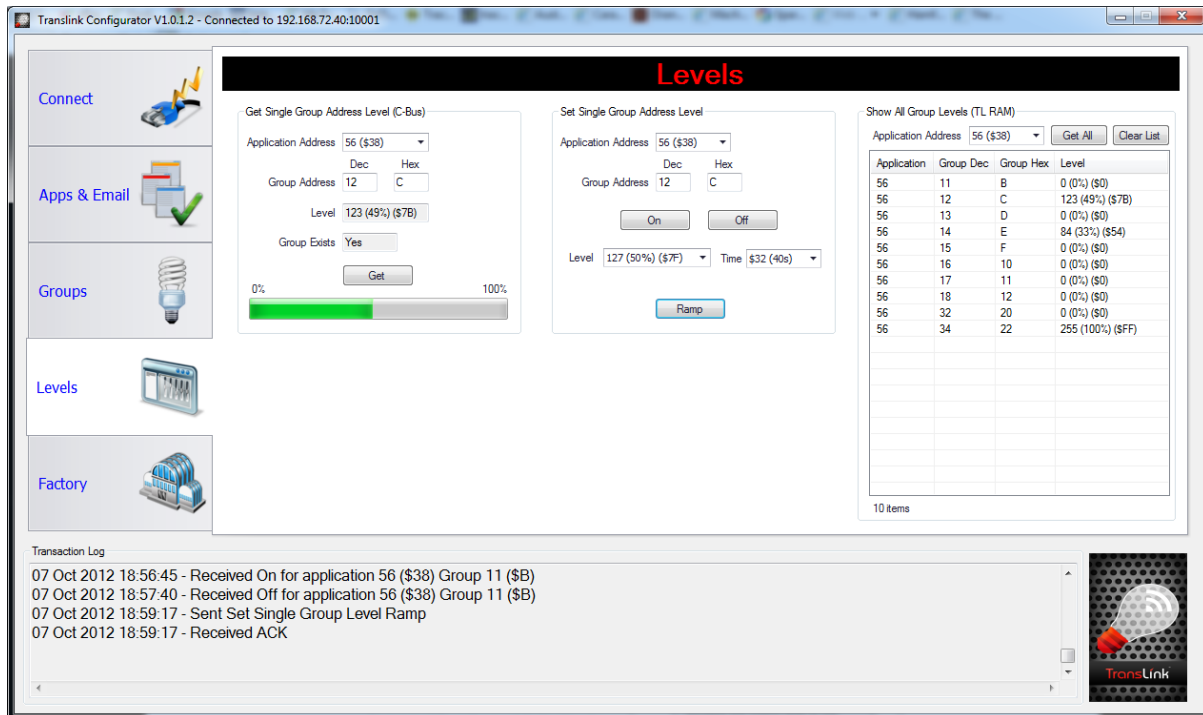 Translink Configurator V1.0.1.2 - Connected to 192.168.72.40:10001
Connect
Apps & Email
Groups
Levels
Factory
Levels
Get Single Group Address Level (C-Bus)
Application Address 56 ($38)
Dec Hex
Group Address 12 C
Level 123 (49%) ($7B)
Group Exists Yes
Get
0% 100%
Set Single Group Address Level
Application Address 56 ($38)
Dec Hex
Group Address 12 C
On Off
Level 127 (50%) ($7F) Time $32 (40s)
Ramp
Show All Group Levels (TL RAM)
Application Address 56 ($38) Get All Clear List
Application Group Dec Group Hex Level
56 11 B 0 (0%) ($0)
56 12 C 123 (49%) ($7B)
56 13 D 0 (0%) ($0)
56 14 E 84 (33%) ($54)
56 15 F 0 (0%) ($0)
56 16 10 0 (0%) ($0)
56 17 11 0 (0%) ($0)
56 18 12 0 (0%) ($0)
56 32 20 0 (0%) ($0)
56 34 22 255 (100%) ($FF)
10 items
Transaction Log
07 Oct 2012 18:56:45 - Received On for application 56 ($38) Group 11 ($B)
07 Oct 2012 18:57:40 - Received Off for application 56 ($38) Group 11 ($B)
07 Oct 2012 18:59:17 - Sent Set Single Group Level Ramp
07 Oct 2012 18:59:17 - Received ACK
TransLink